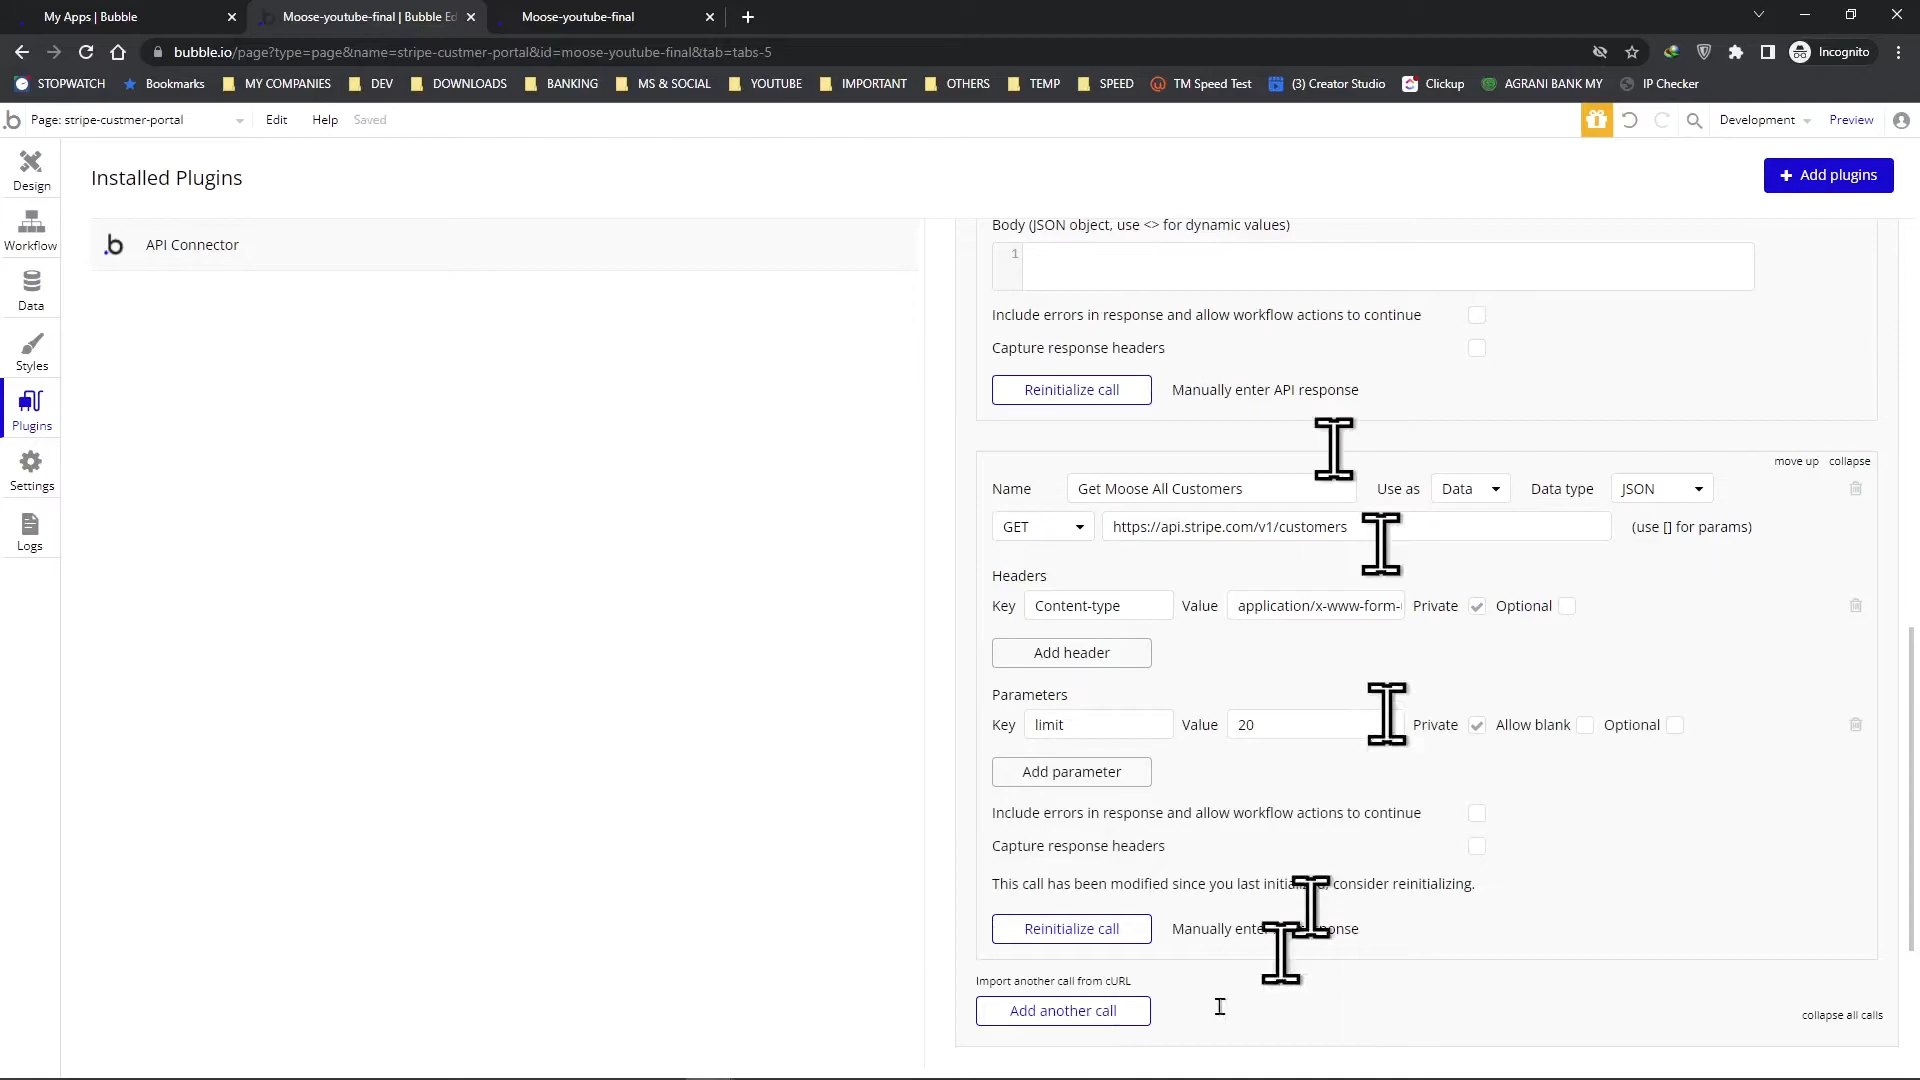 My Apps | Bubble
Moose-youtube-final | Bubble Ed
Moose-youtube-final
bubble.io/page?type=page&name=stripe-custmer-portal&id=moose-youtube-final&tab=tabs-5
Incognito
STOPWATCH
Bookmarks
MY COMPANIES
DEV
DOWNLOADS
BANKING
MS & SOCIAL
YOUTUBE
IMPORTANT
OTHERS
TEMP
SPEED
TM Speed Test
(3) Creator Studio
Clickup
AGRANI BANK MY
IP Checker
Page: stripe-custmer-portal
Edit
Help
Saved
Development
Preview
Design
Workflow
Data
Styles
Plugins
Settings
Logs
Installed Plugins
+ Add plugins
API Connector
Body (JSON object, use <> for dynamic values)
1
Include errors in response and allow workflow actions to continue
Capture response headers
Reinitialize call
Manually enter API response
move up
collapse
Name
Get Moose All Customers
Use as
Data
Data type
JSON
GET
https://api.stripe.com/v1/customers
(use [] for params)
Headers
Key
Content-type
Value
application/x-www-form-
Private
Optional
Add header
Parameters
Key
limit
Value
20
Private
Allow blank
Optional
Add parameter
Include errors in response and allow workflow actions to continue
Capture response headers
This call has been modified since you last consider reinitializing.
Reinitialize call
Manually
Import another call from cURL
Add another call
collapse all calls